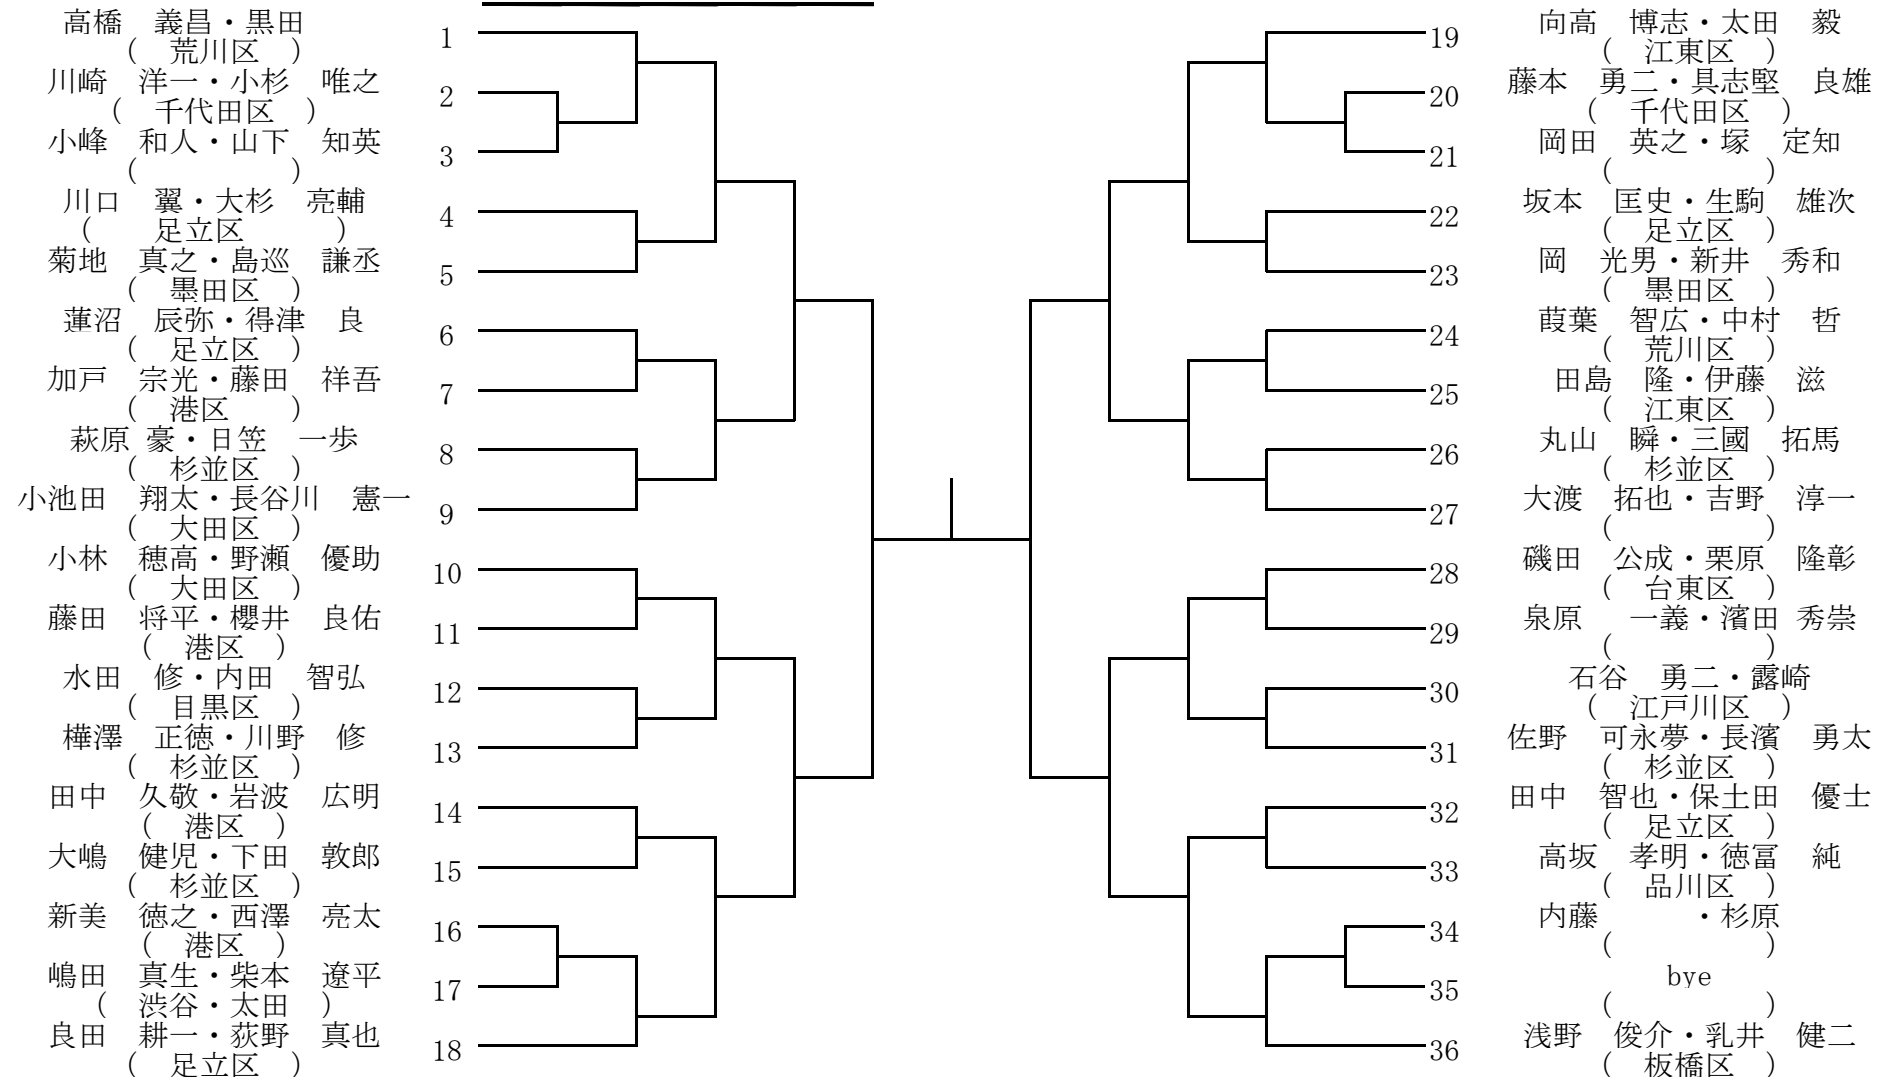 高橋　義昌・黒田
（　荒川区　）
1
川崎　洋一・小杉　唯之
（　千代田区　）
2
小峰　和人・山下　知英
（　　　　　）
3
川口　翼・大杉　亮輔
（　　足立区　　　）
4
菊地　真之・島巡　謙丞
（　墨田区　）
5
蓮沼　辰弥・得津　良
（　足立区　）
6
加戸　宗光・藤田　祥吾
（　港区　　）
7
萩原 豪・日笠　一歩
（　杉並区　）
8
小池田　翔太・長谷川　憲一
（　大田区　）
9
小林　穂高・野瀬　優助
（　大田区　）
10
藤田　将平・櫻井　良佑
（　港区　）
11
水田　修・内田　智弘
（　目黒区　）
12
樺澤　正徳・川野　修
（　杉並区　）
13
田中　久敬・岩波　広明
（　港区　）
14
大嶋　健児・下田　敦郎
（　杉並区　）
15
新美　徳之・西澤　亮太
（　港区　）
16
嶋田　真生・柴本　遼平
（　渋谷・太田　）
17
良田　耕一・荻野　真也
（　足立区　）
18
19
向高　博志・太田　毅
（　江東区　）
20
藤本　勇二・具志堅　良雄
（　千代田区　）
21
岡田　英之・塚　定知
（　　　　　）
22
坂本　匡史・生駒　雄次
（　足立区　）
23
岡　光男・新井　秀和
（　墨田区　）
24
葭葉　智広・中村　哲
（　荒川区　）
25
田島　隆・伊藤　滋
（　江東区　）
26
丸山　瞬・三國　拓馬
（　杉並区　）
27
大渡　拓也・吉野　淳一
（　　　　　）
28
磯田　公成・栗原　隆彰
（　台東区　）
29
泉原　一義・濱田 秀崇
（　　　　　）
30
石谷　勇二・露崎
（　江戸川区　）
31
佐野　可永夢・長濱　勇太
（　杉並区　）
32
田中　智也・保土田　優士
（　足立区　）
33
高坂　孝明・徳冨　純
（　品川区　）
34
内藤　　　・杉原
（　　　　　）
35
bye
（　　　　　）
36
浅野　俊介・乳井　健二
（　板橋区　）